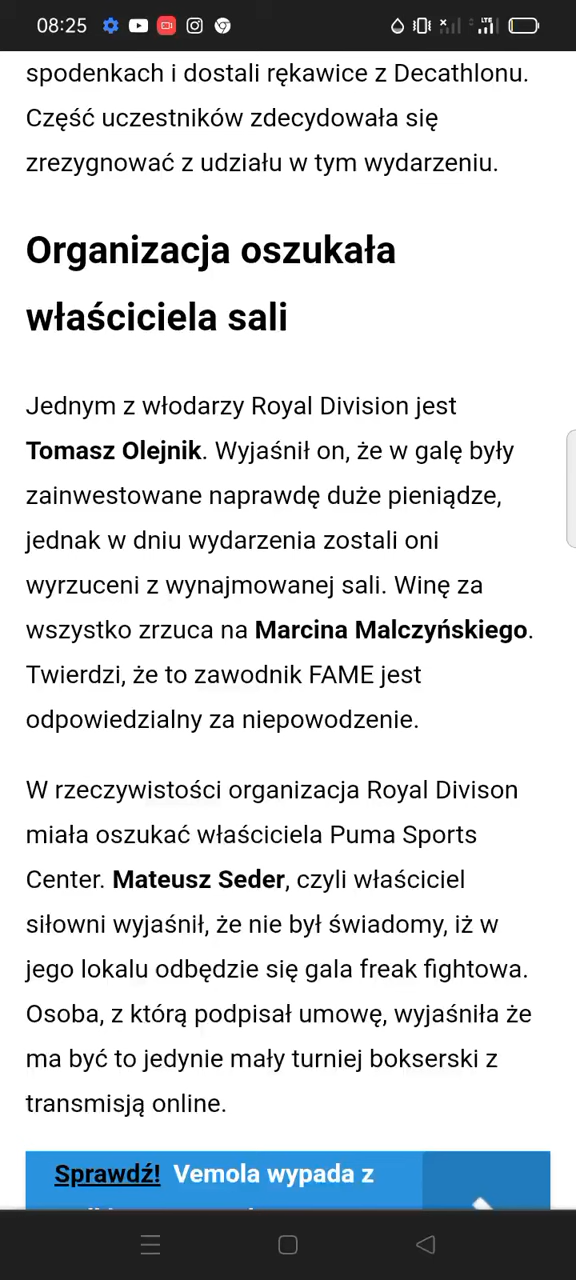 08:25
LTE
spodenkach i dostali rękawice z Decathlonu.
Część uczestników zdecydowała się
zrezygnować z udziału w tym wydarzeniu.
Organizacja oszukała
właściciela sali
Jednym z włodarzy Royal Division jest
Tomasz Olejnik. Wyjaśnił on, że w galę były
zainwestowane naprawdę duże pieniądze,
jednak w dniu wydarzenia zostali oni
wyrzuceni z wynajmowanej sali. Winę za
wszystko zrzuca na Marcina Malczyńskiego.
Twierdzi, że to zawodnik FAME jest
odpowiedzialny za niepowodzenie.
W rzeczywistości organizacja Royal Divison
miała oszukać właściciela Puma Sports
Center. Mateusz Seder, czyli właściciel
siłowni wyjaśnił, że nie był świadomy, iż w
jego lokalu odbędzie się gala freak fightowa.
Osoba, z którą podpisał umowę, wyjaśniła że
ma być to jedynie mały turniej bokserski z
transmisją online.
Sprawdź! Vemola wypada z